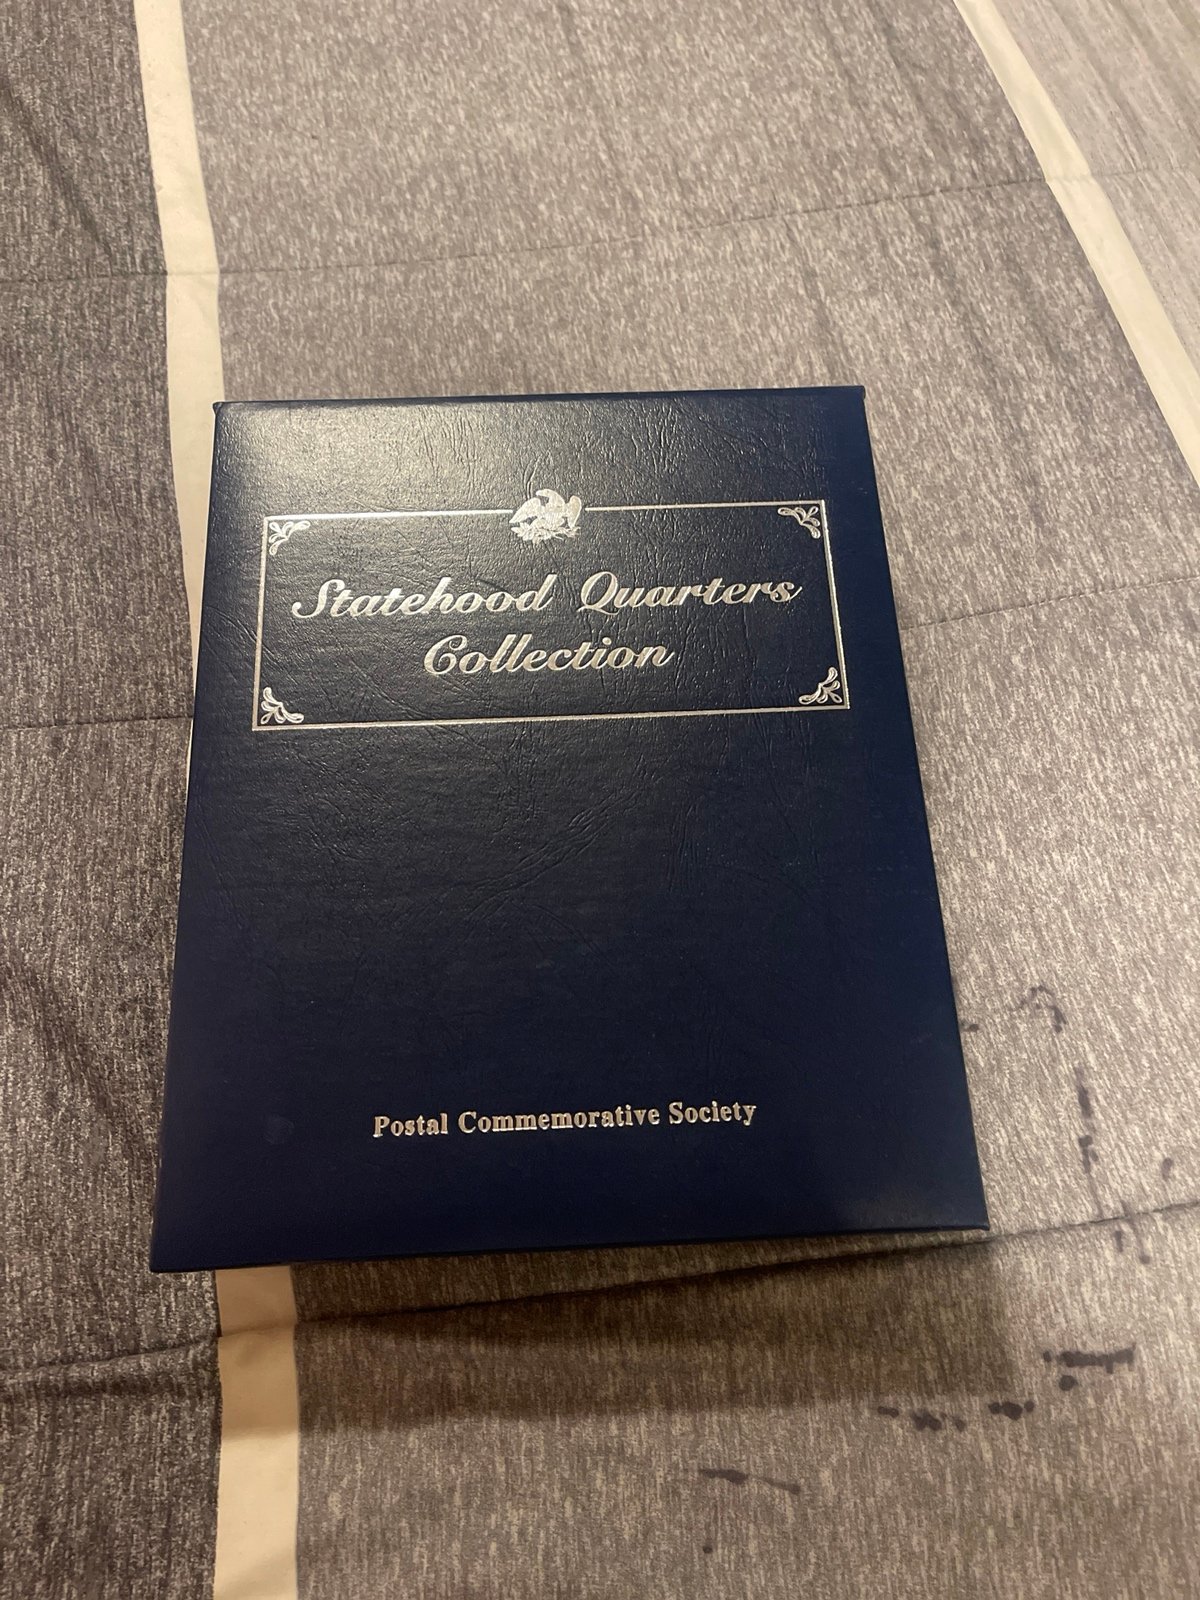 Statehood Quarters
Collection
Postal Commemorative Society